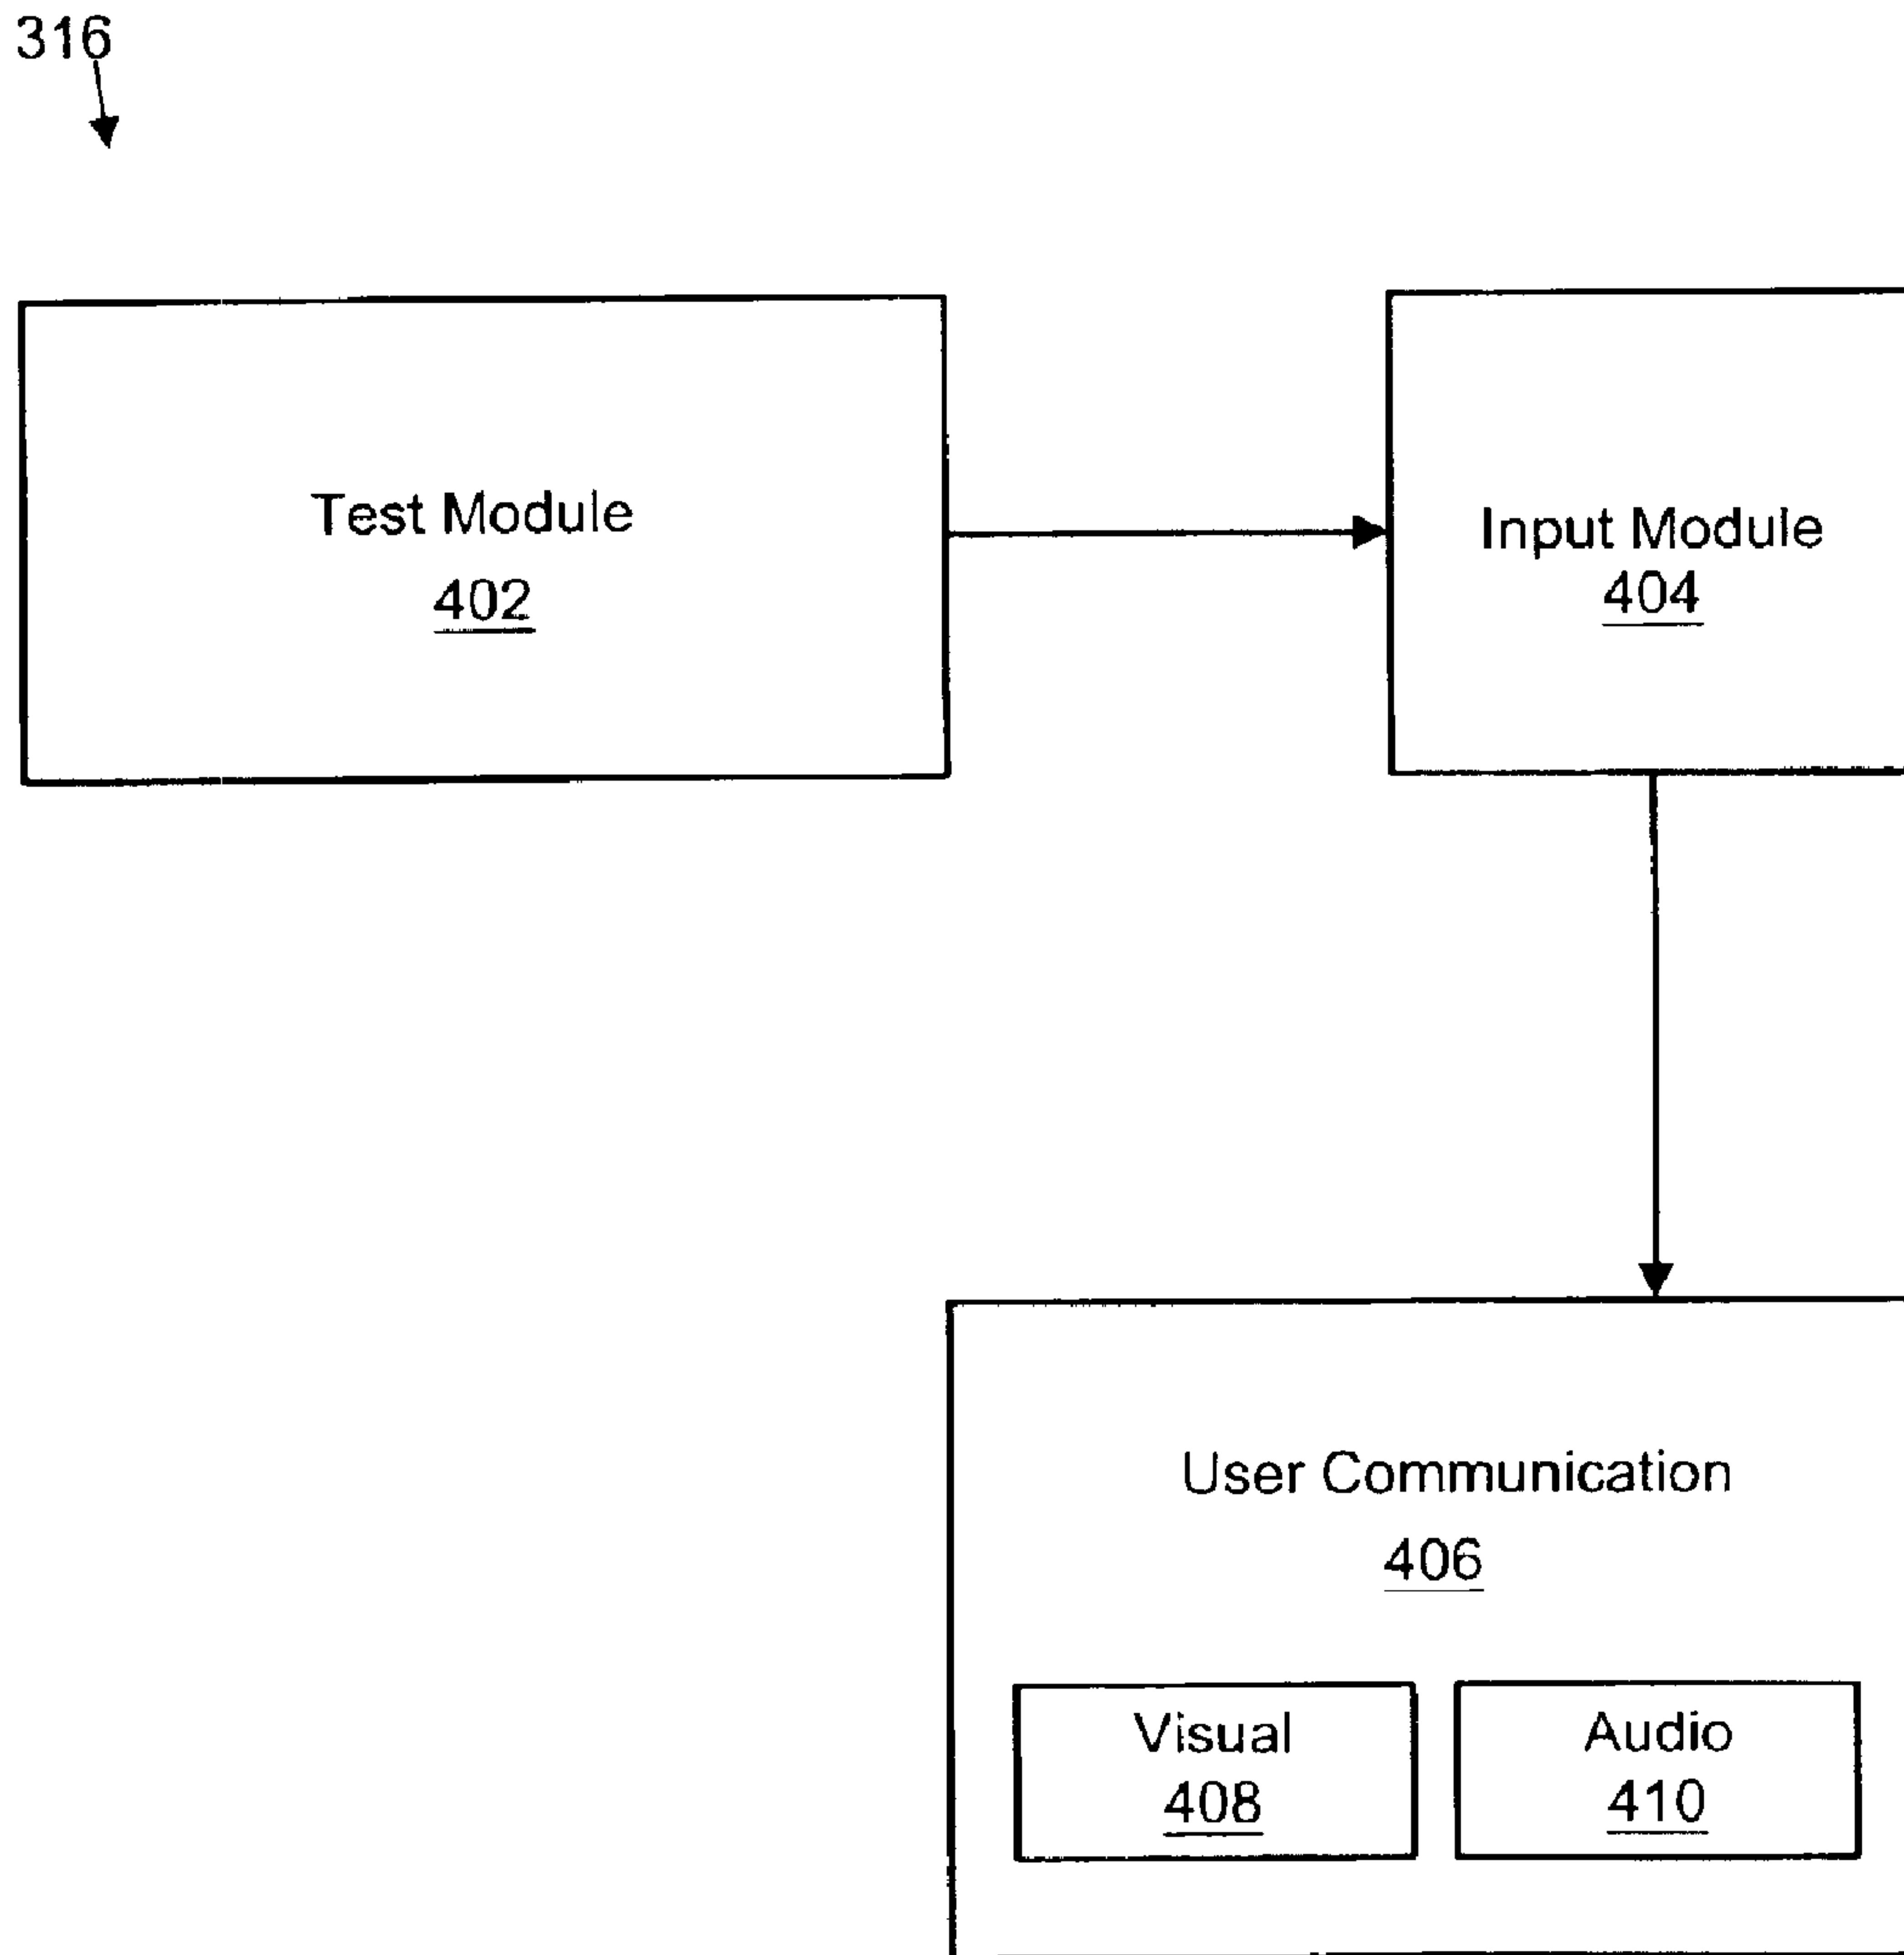 316
Test Module
402
Input Module
404
User Communication
406
Visual
408
Audio
410